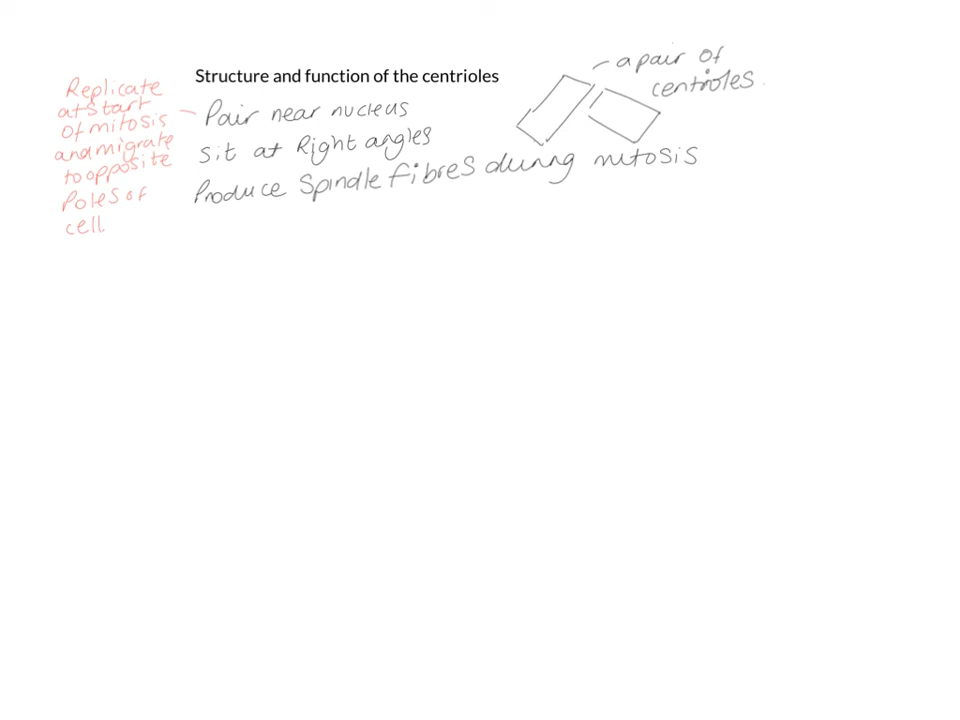 Structure and function of the centrioles
a pair of
centrioles.
Replicate
at start
of mitosis
and migrate
to opposite
Poles of
cell
Pair near nucleus
Sit at Right angles
Produce Spindle fibres during mitosis